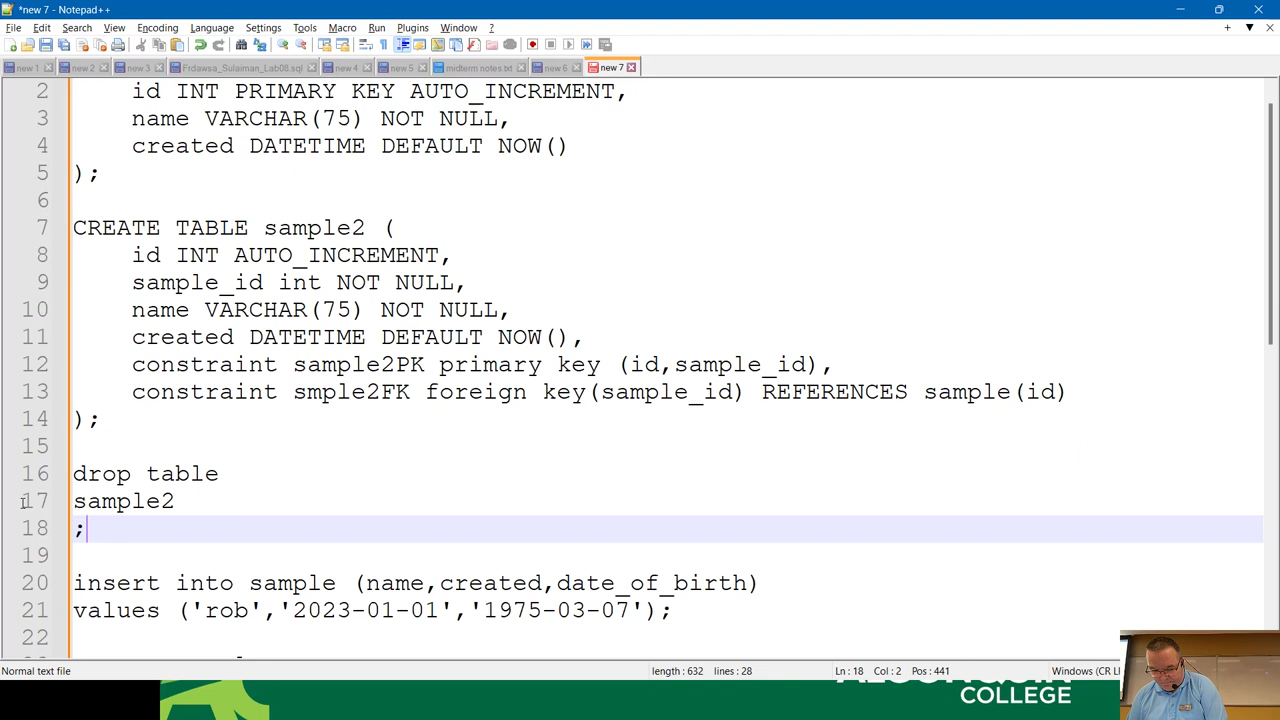 *new 7 - Notepad++
File Edit Search View Encoding Language Settings Tools Macro Run Plugins Window ?
new 1 new 2 new 3 Frdawsa_Sulaiman_Lab08.sql new 4 new 5 midterm notes.txt new 6 new 7
2 id INT PRIMARY KEY AUTO_INCREMENT,
3 name VARCHAR(75) NOT NULL,
4 created DATETIME DEFAULT NOW()
5 );
6
7 CREATE TABLE sample2 (
8 id INT AUTO_INCREMENT,
9 sample_id int NOT NULL,
10 name VARCHAR(75) NOT NULL,
11 created DATETIME DEFAULT NOW(),
12 constraint sample2PK primary key (id,sample_id),
13 constraint smple2FK foreign key(sample_id) REFERENCES sample(id)
14 );
15
16 drop table
17 sample2
18 ;
19
20 insert into sample (name,created,date_of_birth)
21 values ('rob','2023-01-01','1975-03-07');
22
Normal text file length : 632 lines : 28 Ln : 18 Col : 2 Pos : 441 Windows (CR L
COLLEGE